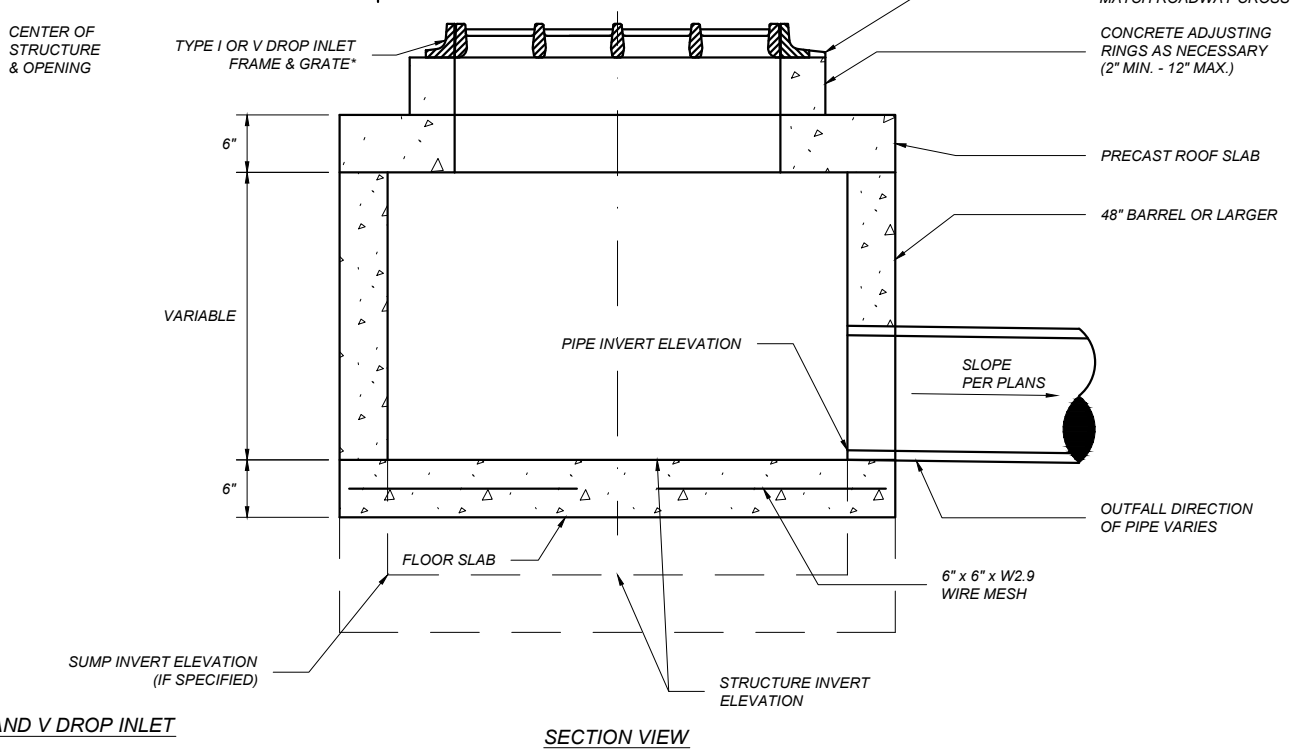 CENTER OF
STRUCTURE
& OPENING
TYPE I OR V DROP INLET
FRAME & GRATE*
CONCRETE ADJUSTING
RINGS AS NECESSARY
(2" MIN. - 12" MAX.)
6"
PRECAST ROOF SLAB
48" BARREL OR LARGER
VARIABLE
PIPE INVERT ELEVATION
SLOPE
PER PLANS
6"
OUTFALL DIRECTION
OF PIPE VARIES
FLOOR SLAB
6" x 6" x W2.9
WIRE MESH
SUMP INVERT ELEVATION
(IF SPECIFIED)
STRUCTURE INVERT
ELEVATION
AND V DROP INLET
SECTION VIEW